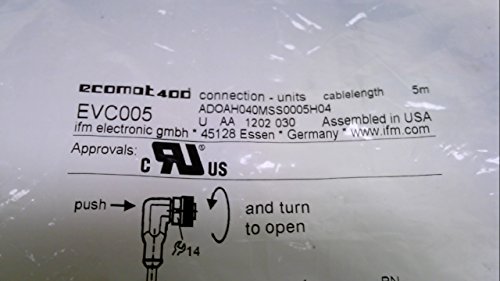 ecomat400 connection - units cablelength 5m
EVC005 ADOAH040MSS0005H04
U AA 1202 030 Assembled in USA
ifm electronic gmbh * 45128 Essen * Germany * www.ifm.com
Approvals: C RU US ®
push and turn
to open
14